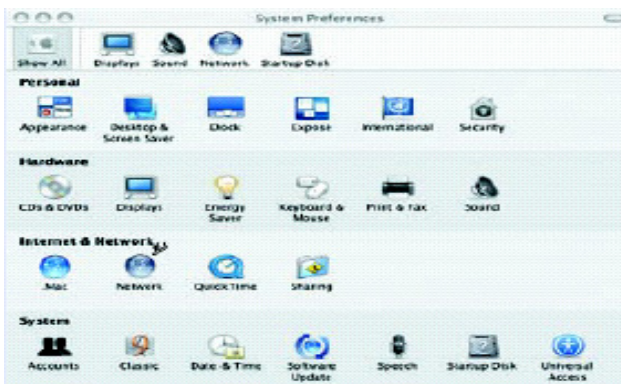 System Preferences
Show All Displays Sound Network Startup Disk
Personal
Appearance Desktop & Screen Saver Dock Expose International Security
Hardware
CDs & DVDs Displays Energy Saver Keyboard & Mouse Print & Fax Sound
Internet & Network
.Mac Network QuickTime Sharing
System
Accounts Classic Date & Time Software Update Speech Startup Disk Universal Access